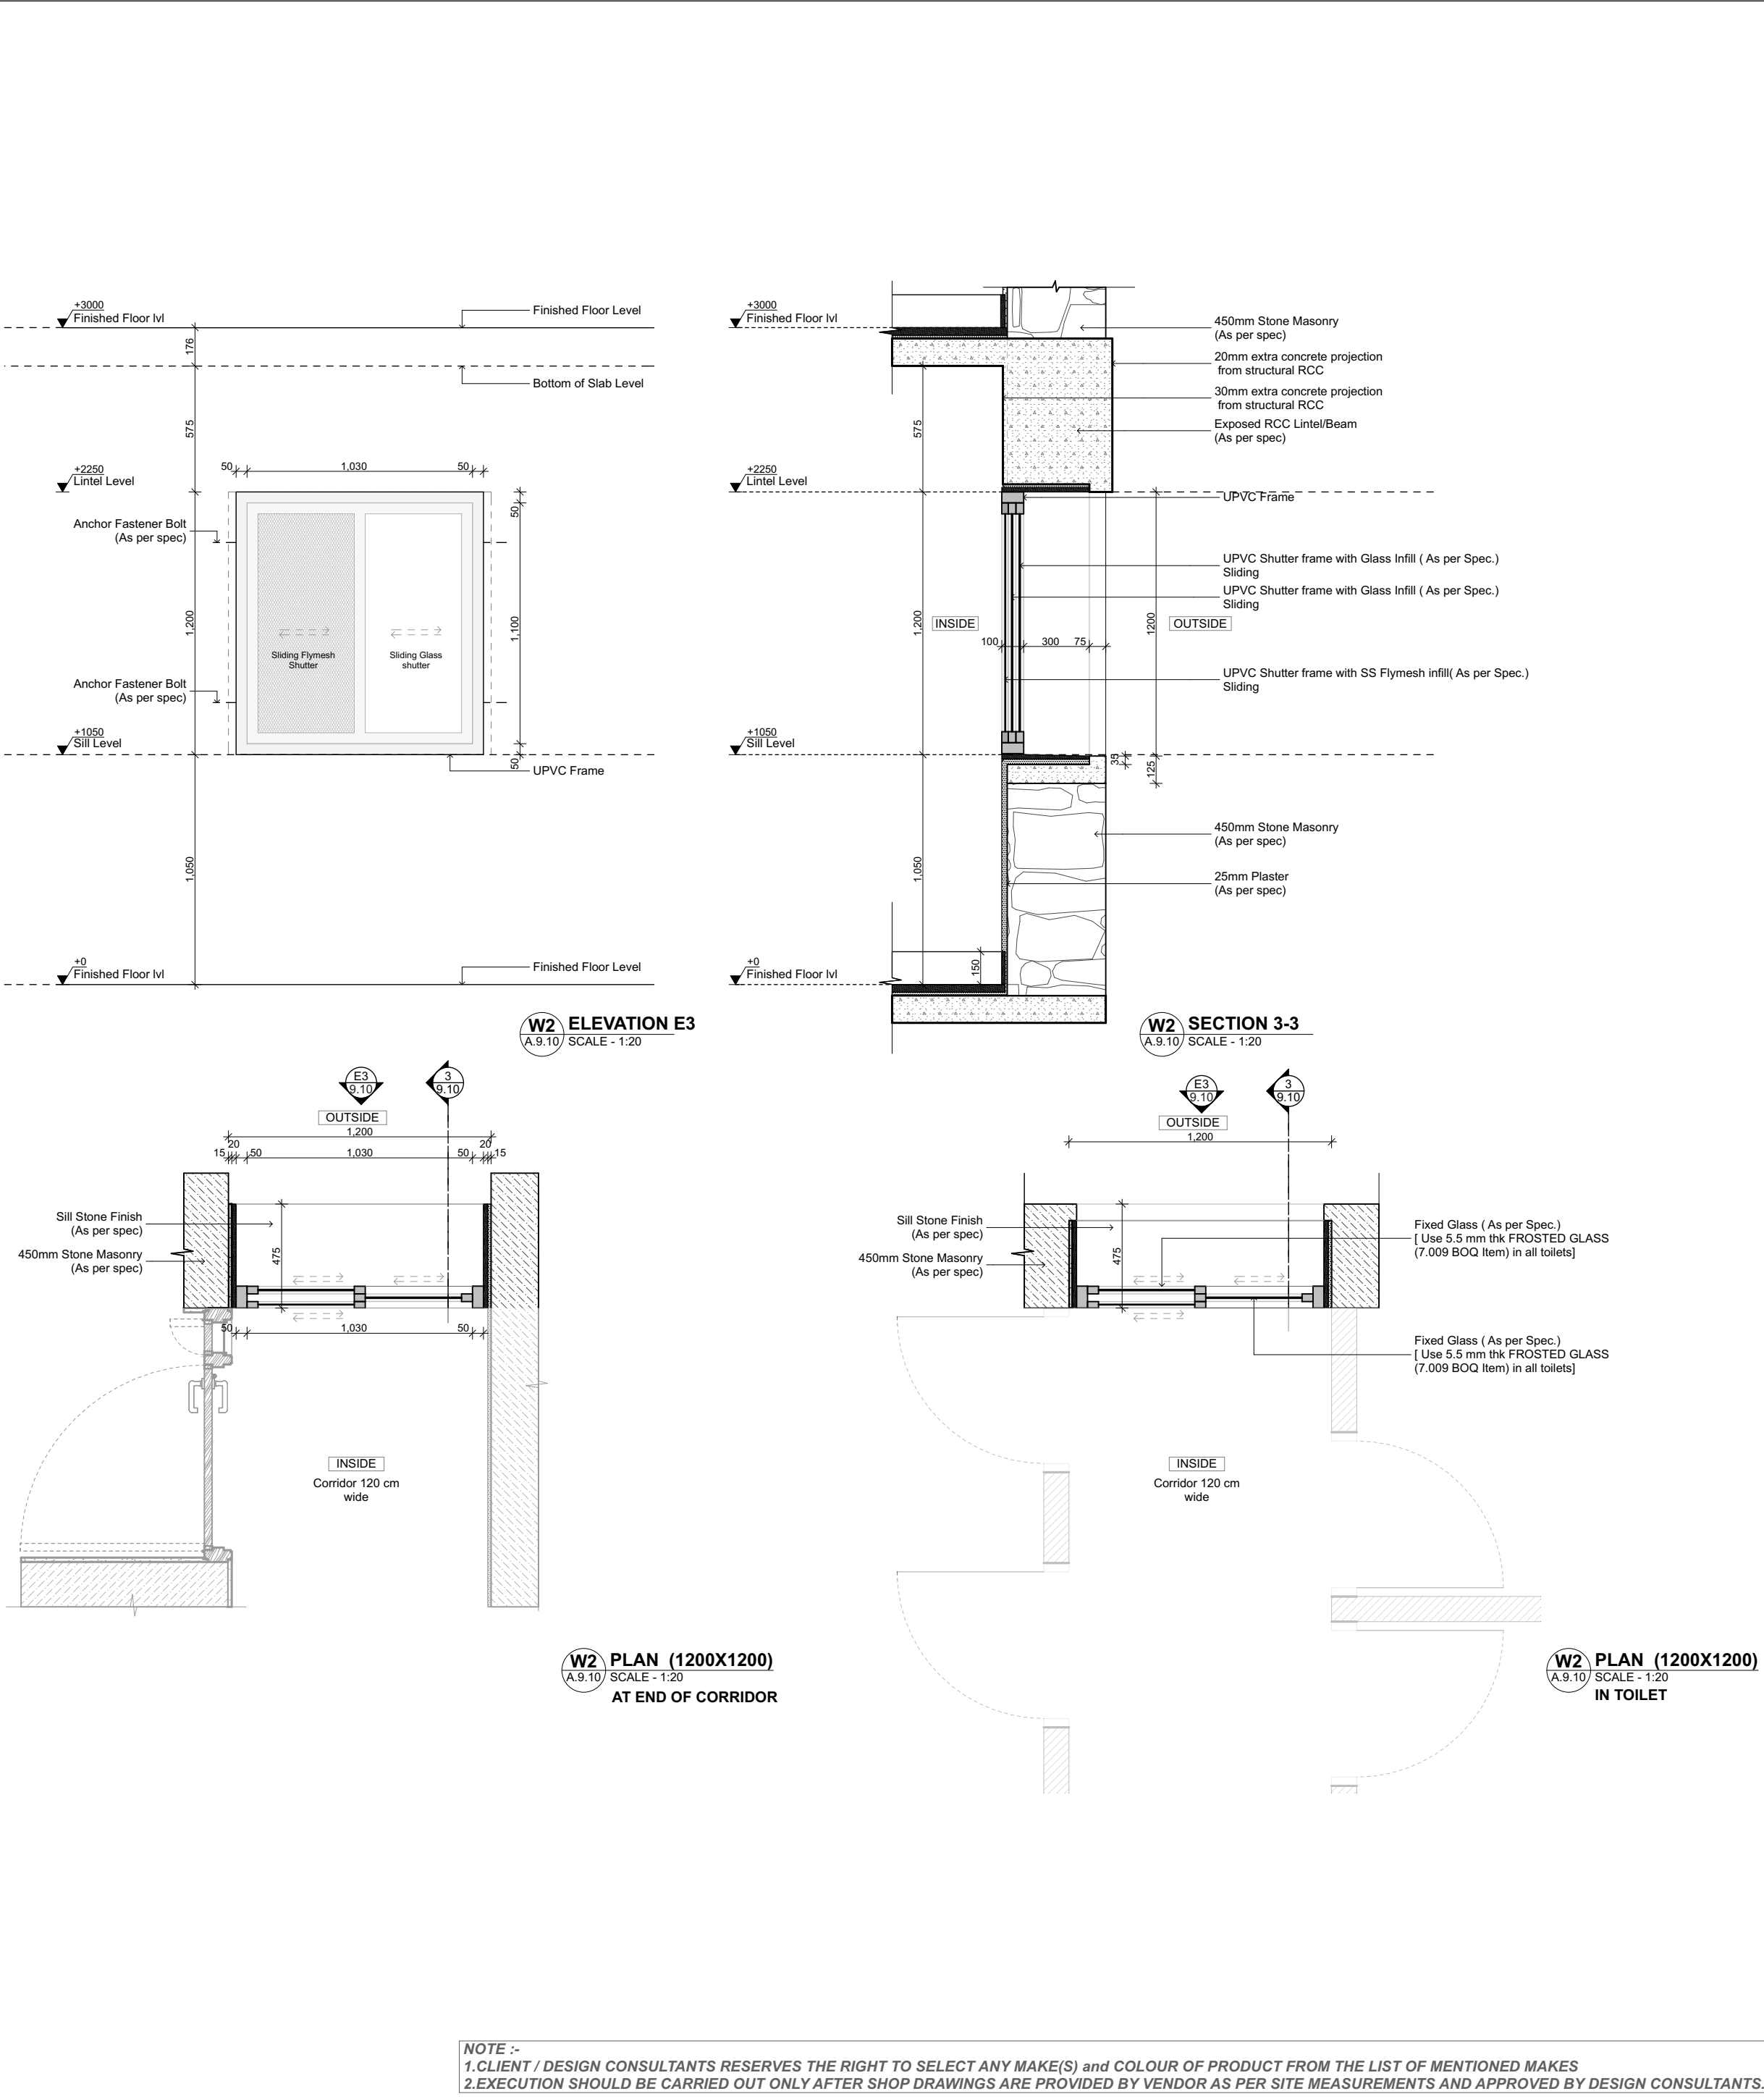 +3000
Finished Floor lvl
Finished Floor Level
176
Bottom of Slab Level
575
50
1,030
50
+2250
Lintel Level
50
Anchor Fastener Bolt
(As per spec)
1,200
1,100
Sliding Flymesh
Shutter
Sliding Glass
shutter
Anchor Fastener Bolt
(As per spec)
+1050
Sill Level
50
UPVC Frame
1,050
+0
Finished Floor lvl
Finished Floor Level
W2
A.9.10
ELEVATION E3
SCALE - 1:20
+3000
Finished Floor lvl
450mm Stone Masonry
(As per spec)
20mm extra concrete projection
from structural RCC
30mm extra concrete projection
from structural RCC
Exposed RCC Lintel/Beam
(As per spec)
575
+2250
Lintel Level
UPVC Frame
UPVC Shutter frame with Glass Infill ( As per Spec.)
Sliding
UPVC Shutter frame with Glass Infill ( As per Spec.)
Sliding
1,200
INSIDE
1200
OUTSIDE
100
300
75
UPVC Shutter frame with SS Flymesh infill( As per Spec.)
Sliding
+1050
Sill Level
35
125
450mm Stone Masonry
(As per spec)
1,050
25mm Plaster
(As per spec)
150
+0
Finished Floor lvl
W2
A.9.10
SECTION 3-3
SCALE - 1:20
E3
9.10
3
9.10
OUTSIDE
1,200
20
20
15
50
1,030
50
15
Sill Stone Finish
(As per spec)
450mm Stone Masonry
(As per spec)
475
50
1,030
50
INSIDE
Corridor 120 cm
wide
W2
A.9.10
PLAN (1200X1200)
SCALE - 1:20
AT END OF CORRIDOR
E3
9.10
3
9.10
OUTSIDE
1,200
Sill Stone Finish
(As per spec)
450mm Stone Masonry
(As per spec)
475
Fixed Glass ( As per Spec.)
[ Use 5.5 mm thk FROSTED GLASS
(7.009 BOQ Item) in all toilets]
Fixed Glass ( As per Spec.)
[ Use 5.5 mm thk FROSTED GLASS
(7.009 BOQ Item) in all toilets]
INSIDE
Corridor 120 cm
wide
W2
A.9.10
PLAN (1200X1200)
SCALE - 1:20
IN TOILET
NOTE :-
1.CLIENT / DESIGN CONSULTANTS RESERVES THE RIGHT TO SELECT ANY MAKE(S) and COLOUR OF PRODUCT FROM THE LIST OF MENTIONED MAKES
2.EXECUTION SHOULD BE CARRIED OUT ONLY AFTER SHOP DRAWINGS ARE PROVIDED BY VENDOR AS PER SITE MEASUREMENTS AND APPROVED BY DESIGN CONSULTANTS